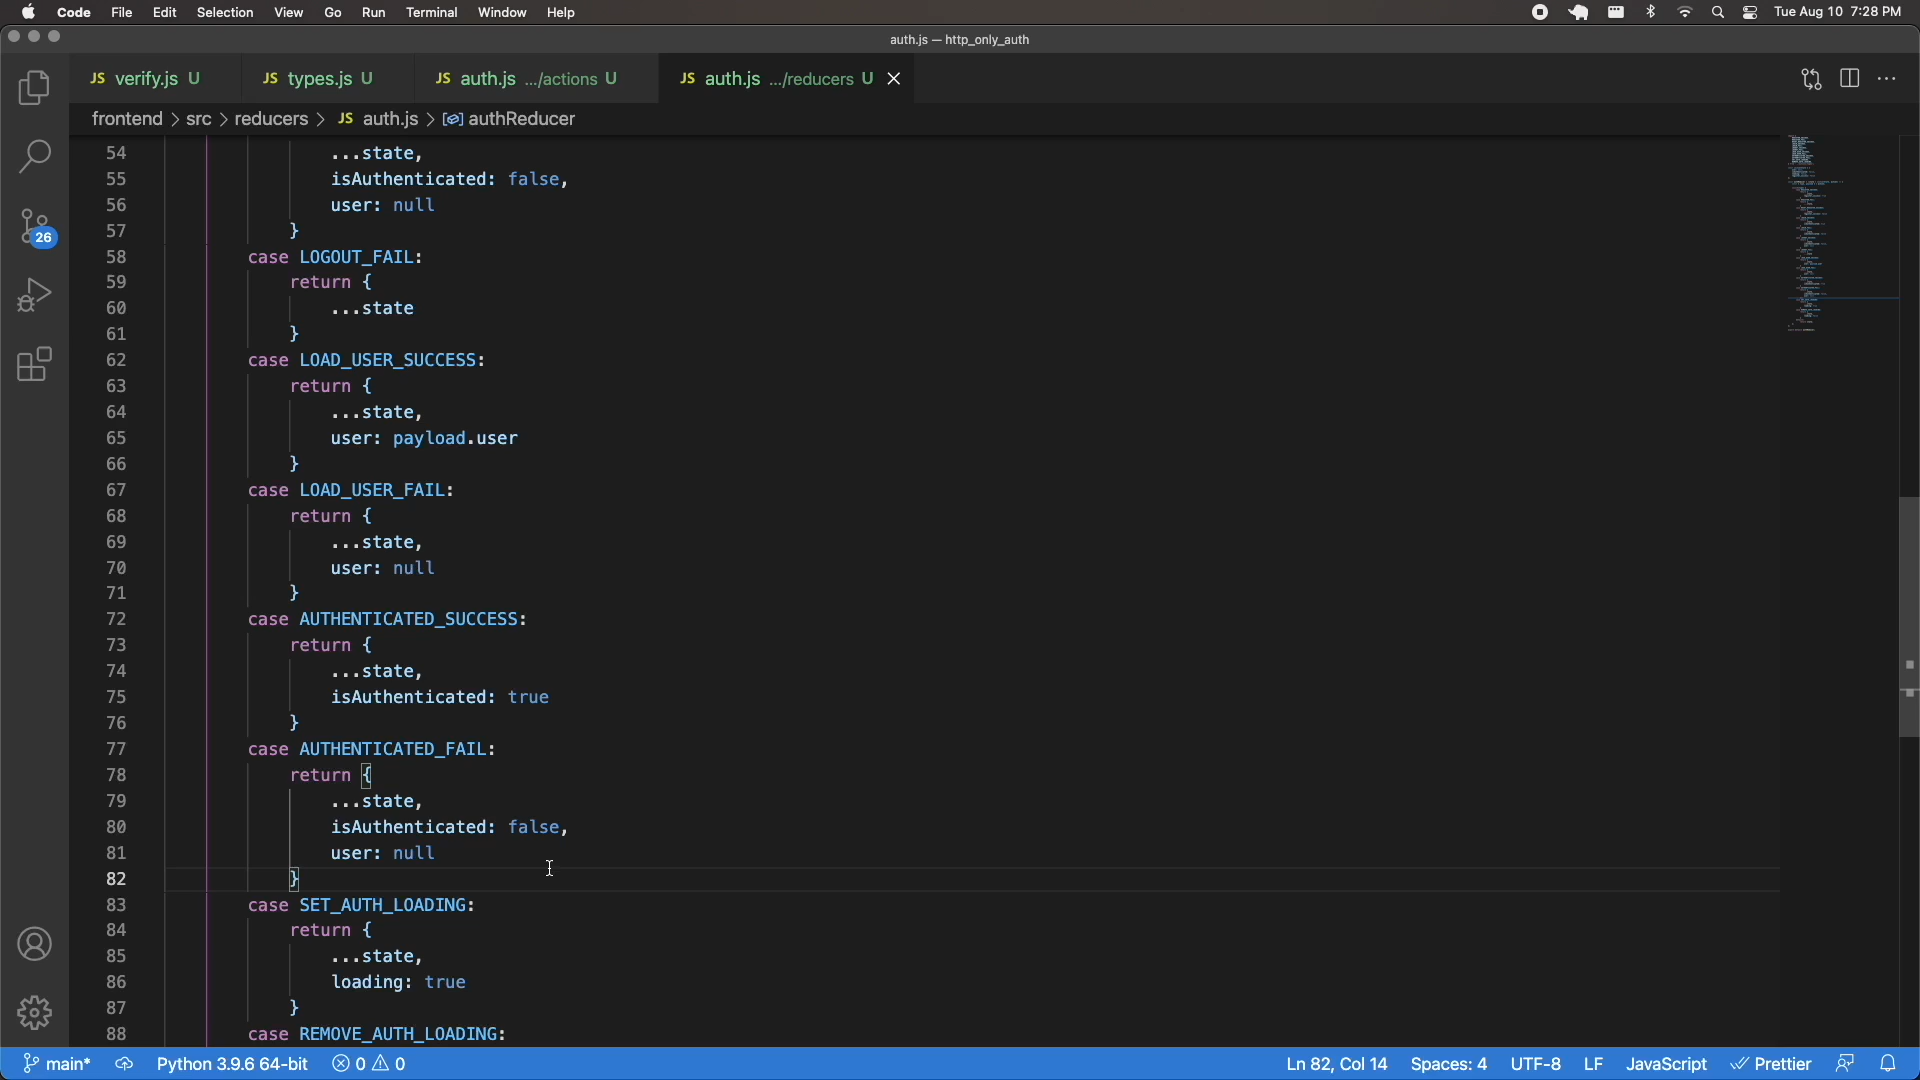 Code File Edit Selection View Go Run Terminal Window Help Tue Aug 10 7:28 PM
auth.js — http_only_auth
JS verify.js U JS types.js U JS auth.js .../actions U JS auth.js .../reducers U
frontend > src > reducers > JS auth.js > authReducer
54 ...state,
55 isAuthenticated: false,
56 user: null
57 }
58 case LOGOUT_FAIL:
59 return {
60 ...state
61 }
62 case LOAD_USER_SUCCESS:
63 return {
64 ...state,
65 user: payload.user
66 }
67 case LOAD_USER_FAIL:
68 return {
69 ...state,
70 user: null
71 }
72 case AUTHENTICATED_SUCCESS:
73 return {
74 ...state,
75 isAuthenticated: true
76 }
77 case AUTHENTICATED_FAIL:
78 return {
79 ...state,
80 isAuthenticated: false,
81 user: null
82 }
83 case SET_AUTH_LOADING:
84 return {
85 ...state,
86 loading: true
87 }
88 case REMOVE_AUTH_LOADING:
26
main* Python 3.9.6 64-bit 0 0 Ln 82, Col 14 Spaces: 4 UTF-8 LF JavaScript Prettier